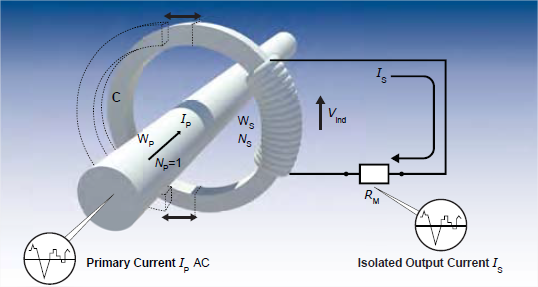 C
I_P
W_P
N_P=1
W_S
N_S
V_ind
I_S
R_M
Primary Current I_P AC
Isolated Output Current I_S